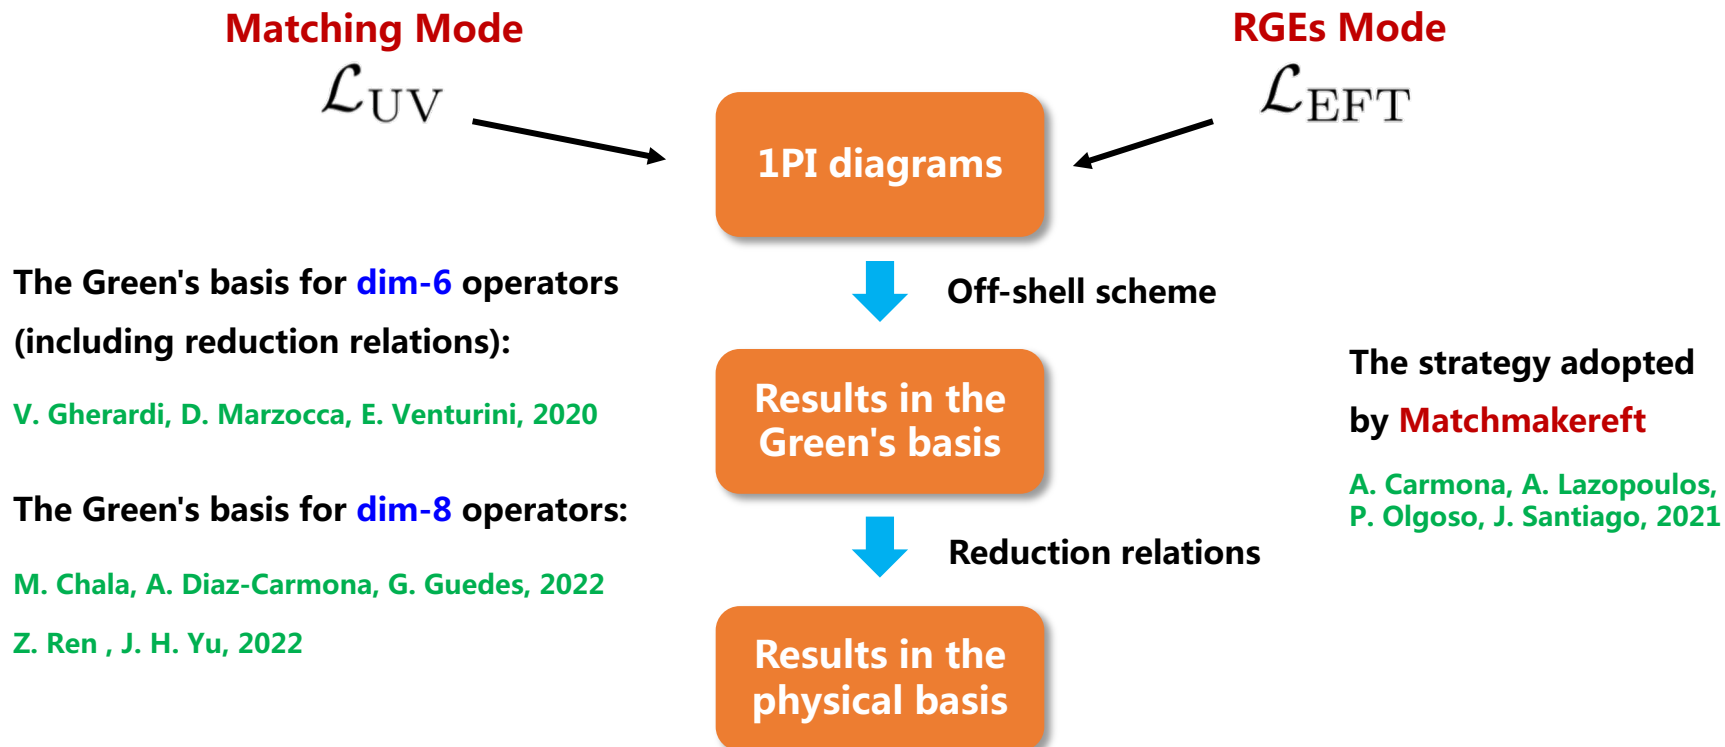 Matching Mode
RGEs Mode
ℒ_UV
ℒ_EFT
1PI diagrams
The Green's basis for dim-6 operators
(including reduction relations):
V. Gherardi, D. Marzocca, E. Venturini, 2020
Off-shell scheme
Results in the
Green's basis
The strategy adopted
by Matchmakereft
A. Carmona, A. Lazopoulos,
P. Olgoso, J. Santiago, 2021
The Green's basis for dim-8 operators:
M. Chala, A. Diaz-Carmona, G. Guedes, 2022
Z. Ren , J. H. Yu, 2022
Reduction relations
Results in the
physical basis